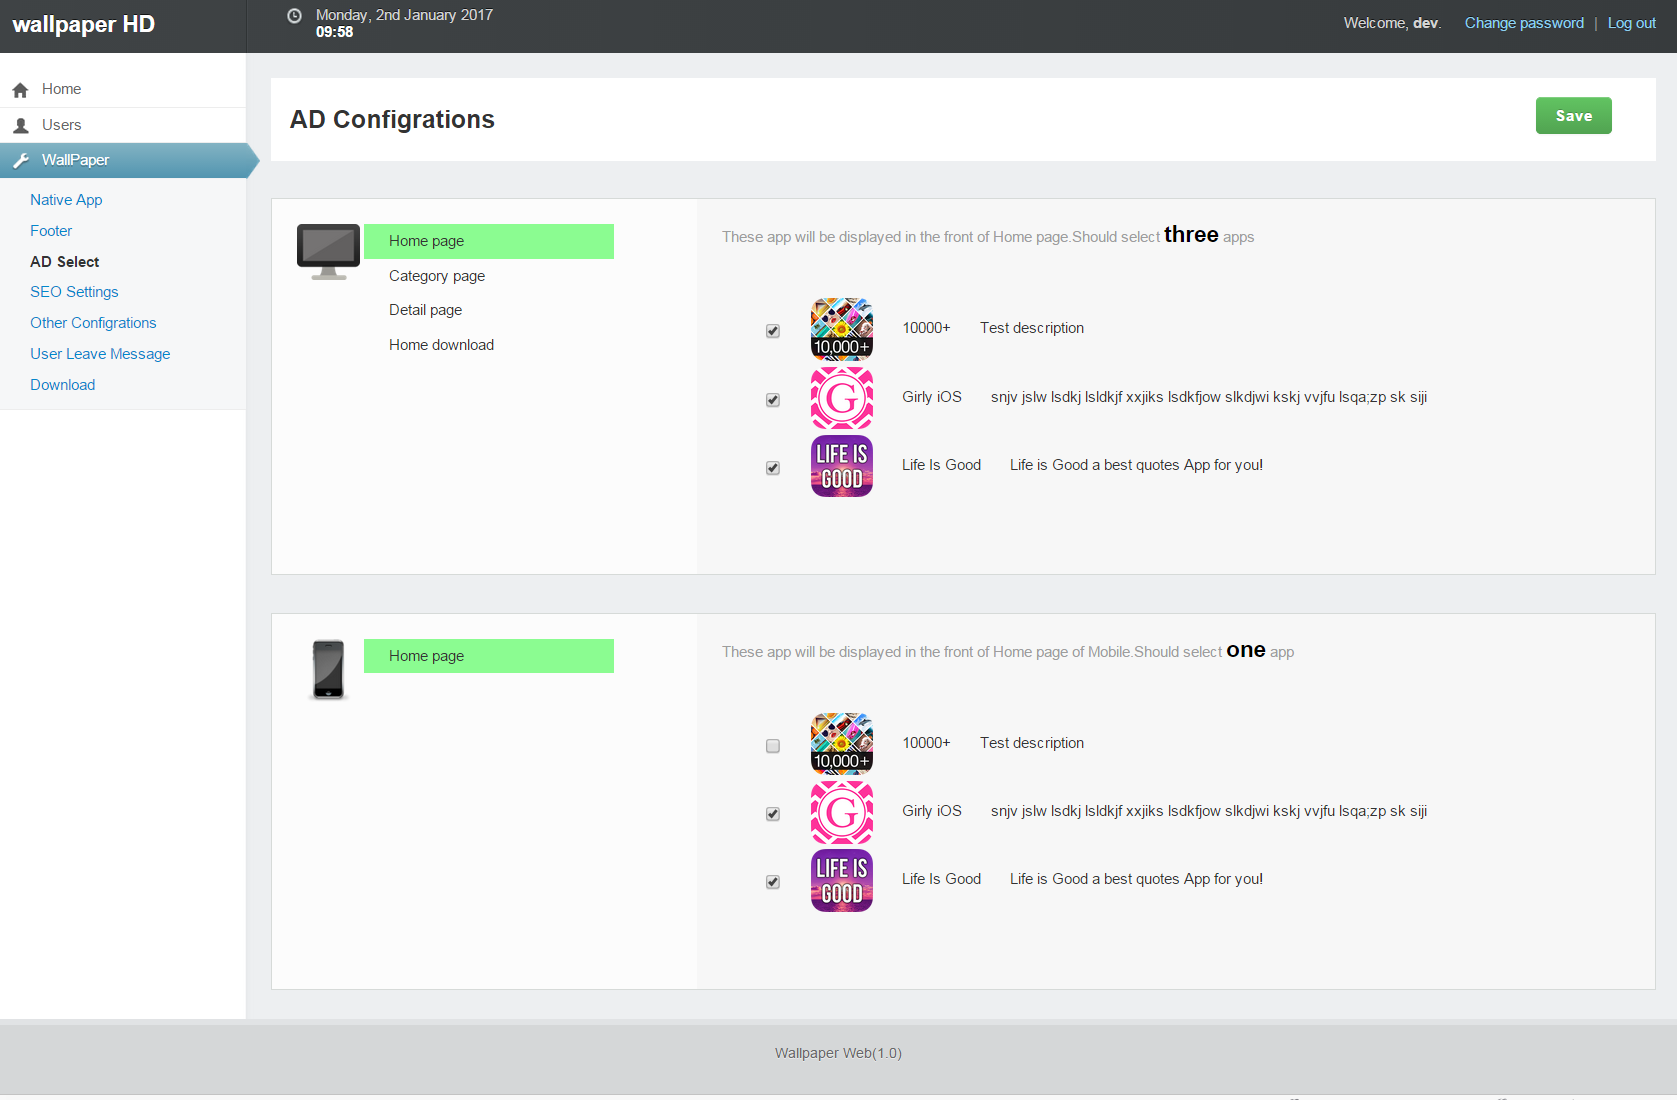 wallpaper HD
Monday, 2nd January 2017
09:58
Welcome, dev. Change password | Log out
Home
Users
WallPaper
Native App
Footer
AD Select
SEO Settings
Other Configrations
User Leave Message
Download
AD Configrations
Save
Home page
Category page
Detail page
Home download
These app will be displayed in the front of Home page.Should select three apps
10,000+
10000+ Test description
G
Girly iOS snjv jslw lsdkj lsldkjf xxjiks lsdkfjow slkdjwi kskj vvjfu lsqa;zp sk siji
LIFE IS
GOOD
Life Is Good Life is Good a best quotes App for you!
Home page
These app will be displayed in the front of Home page of Mobile.Should select one app
10,000+
10000+ Test description
G
Girly iOS snjv jslw lsdkj lsldkjf xxjiks lsdkfjow slkdjwi kskj vvjfu lsqa;zp sk siji
LIFE IS
GOOD
Life Is Good Life is Good a best quotes App for you!
Wallpaper Web(1.0)